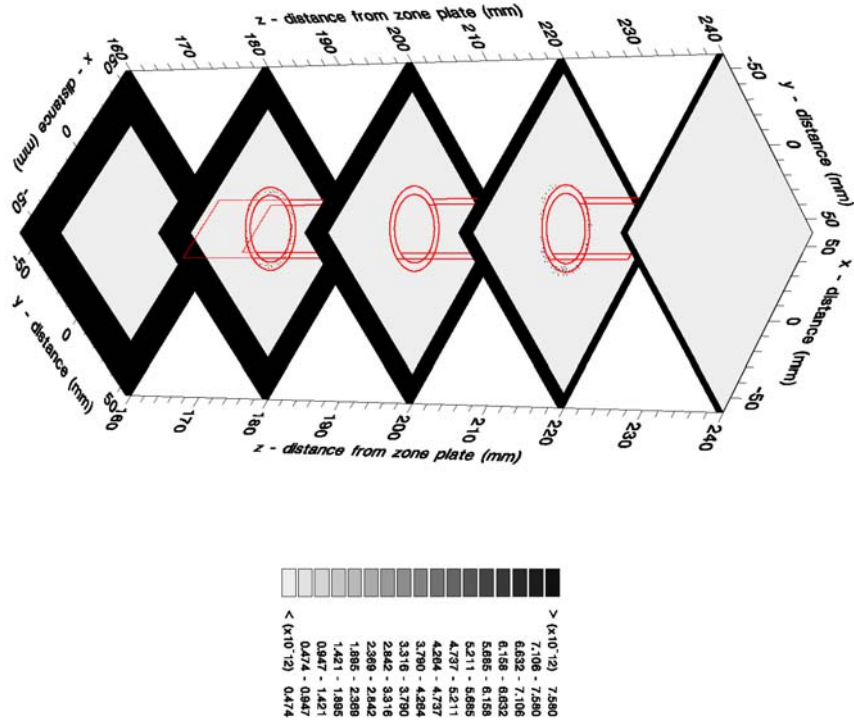 z - distance from zone plate (mm)
160 170 180 190 200 210 220 230 240
x - distance (mm)
50 0 -50
y - distance (mm)
-50 0 50
y - distance (mm)
-50 0 50
x - distance (mm)
50 0 -50
160 170 180 190 200 210 220 230 240
z - distance from zone plate (mm)
> (x10-12) 7.580
7.106 - 7.580
6.632 - 7.106
6.158 - 6.632
5.685 - 6.158
5.211 - 5.685
4.737 - 5.211
4.264 - 4.737
3.790 - 4.264
3.316 - 3.790
2.842 - 3.316
2.369 - 2.842
1.895 - 2.369
1.421 - 1.895
0.947 - 1.421
0.474 - 0.947
< (x10-12) 0.474